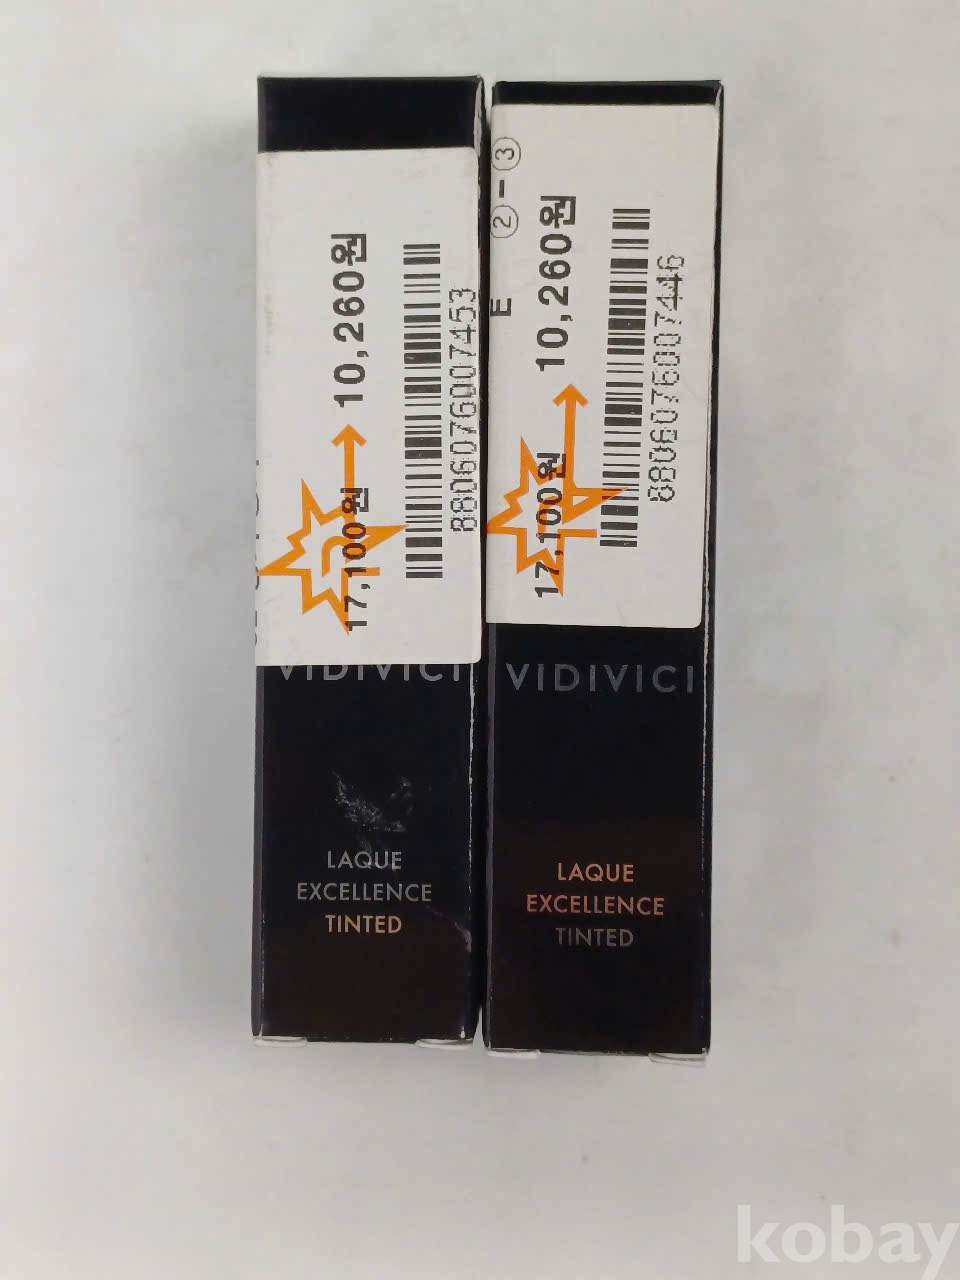 17,100원 → 10,260원
8806076007453
VIDIVICI
LAQUE
EXCELLENCE
TINTED
E ②-③
17,100원 → 10,260원
8806076007446
VIDIVICI
LAQUE
EXCELLENCE
TINTED
kobay